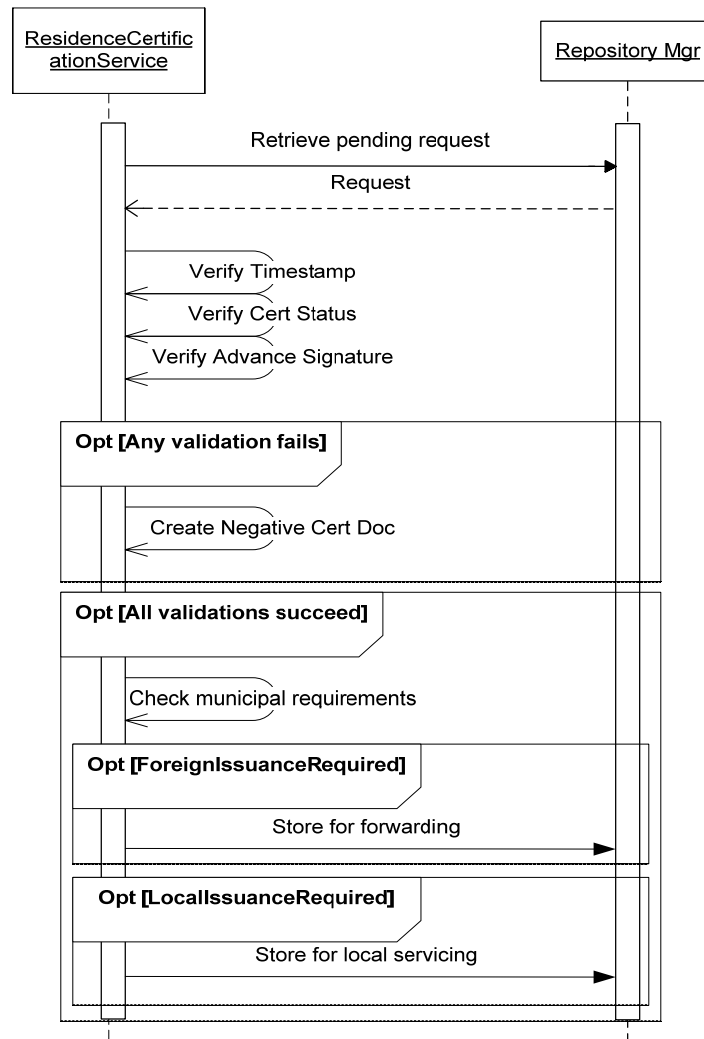 ResidenceCertific
ationService
Repository Mgr
Retrieve pending request
Request
Verify Timestamp
Verify Cert Status
Verify Advance Signature
Opt [Any validation fails]
Create Negative Cert Doc
Opt [All validations succeed]
Check municipal requirements
Opt [ForeignIssuanceRequired]
Store for forwarding
Opt [LocalIssuanceRequired]
Store for local servicing